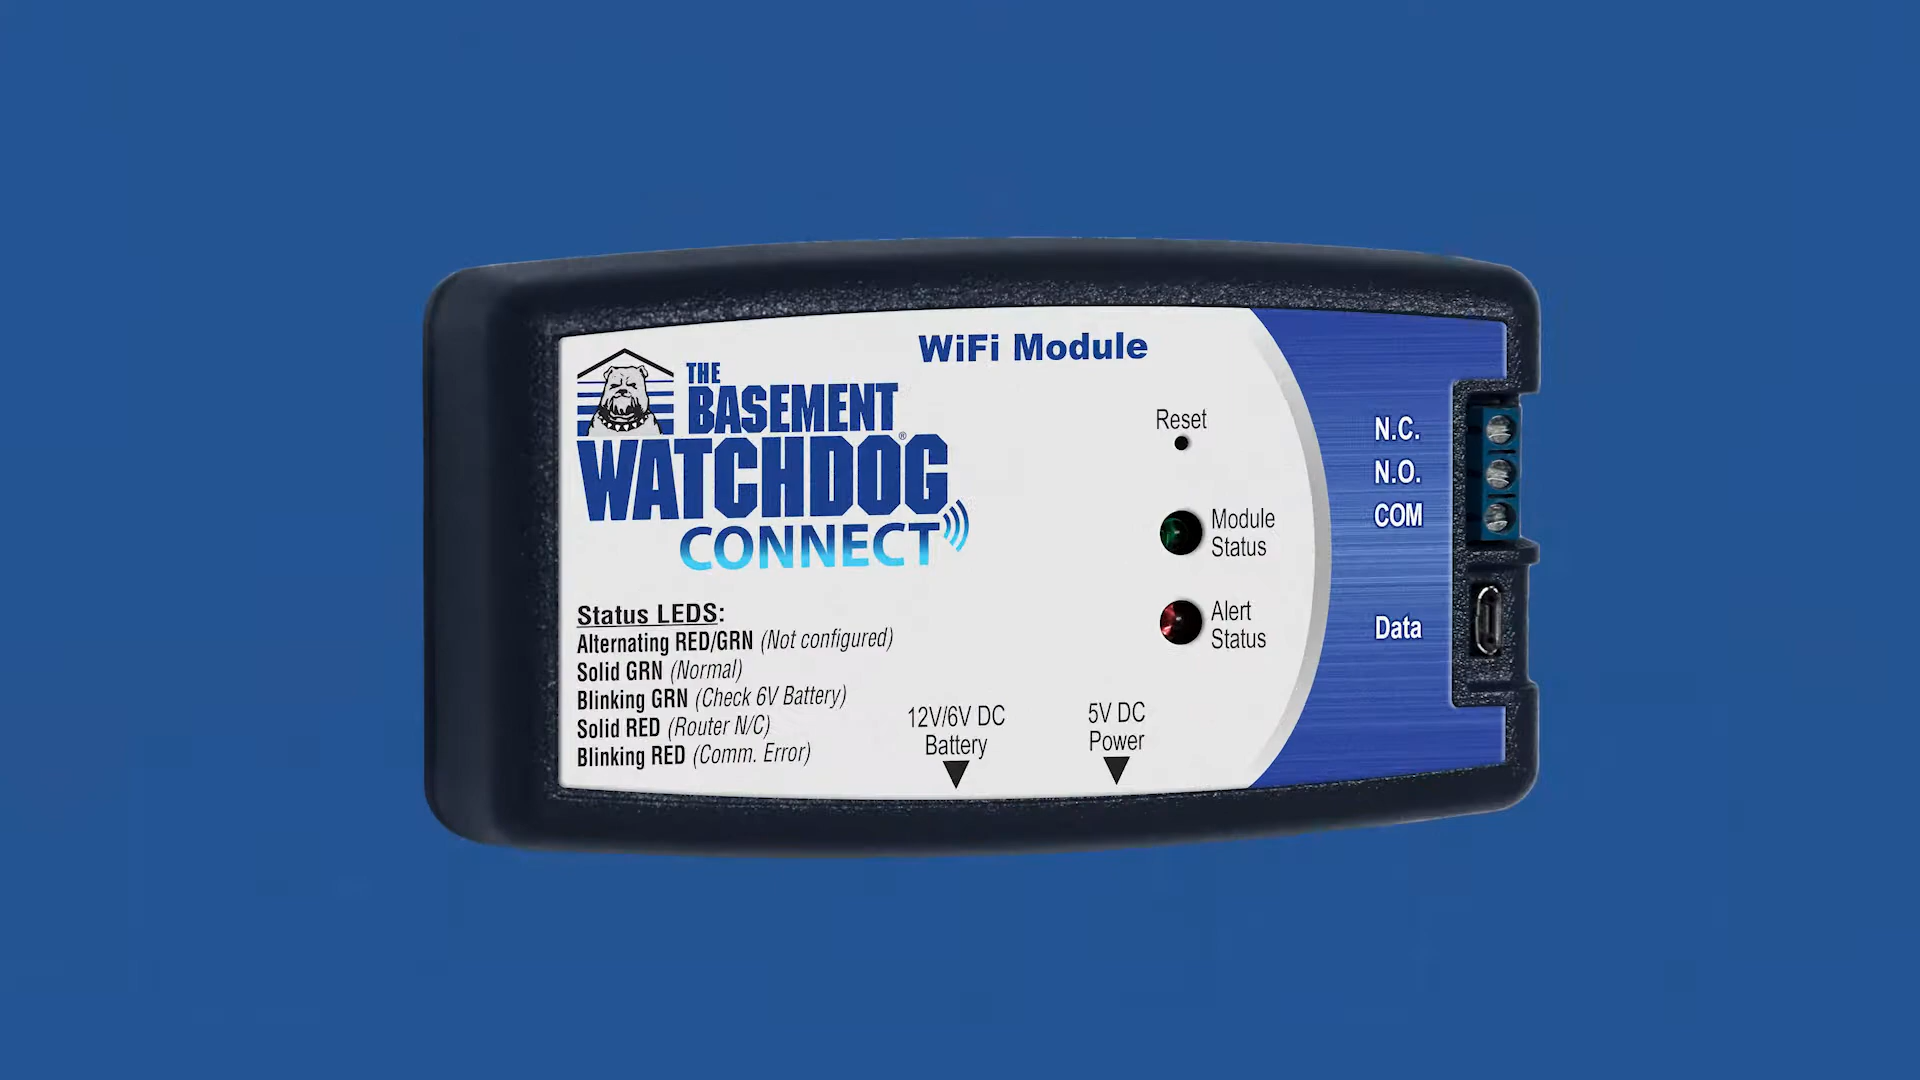 WiFi Module
THE
BASEMENT
WATCHDOG®
CONNECT
Reset
Module
Status
Alert
Status
N.C.
N.O.
COM
Data
Status LEDS:
Alternating RED/GRN (Not configured)
Solid GRN (Normal)
Blinking GRN (Check 6V Battery)
Solid RED (Router N/C)
Blinking RED (Comm. Error)
12V/6V DC
Battery
5V DC
Power